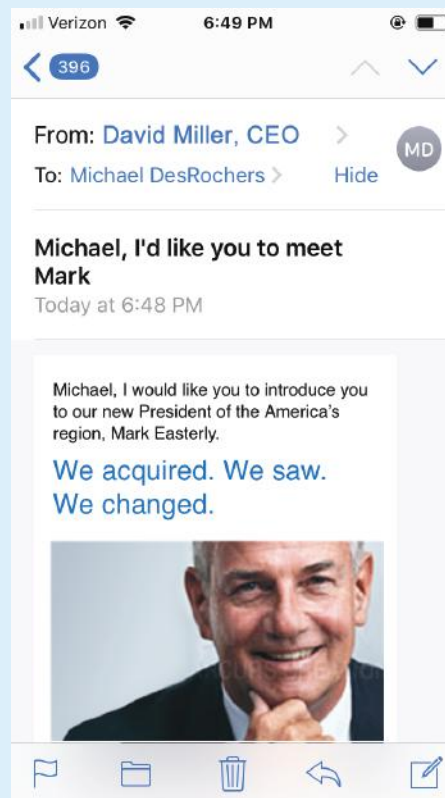 Verizon 6:49 PM
396
From: David Miller, CEO
MD
To: Michael DesRochers Hide
Michael, I'd like you to meet
Mark
Today at 6:48 PM
Michael, I would like you to introduce you
to our new President of the America's
region, Mark Easterly.
We acquired. We saw.
We changed.